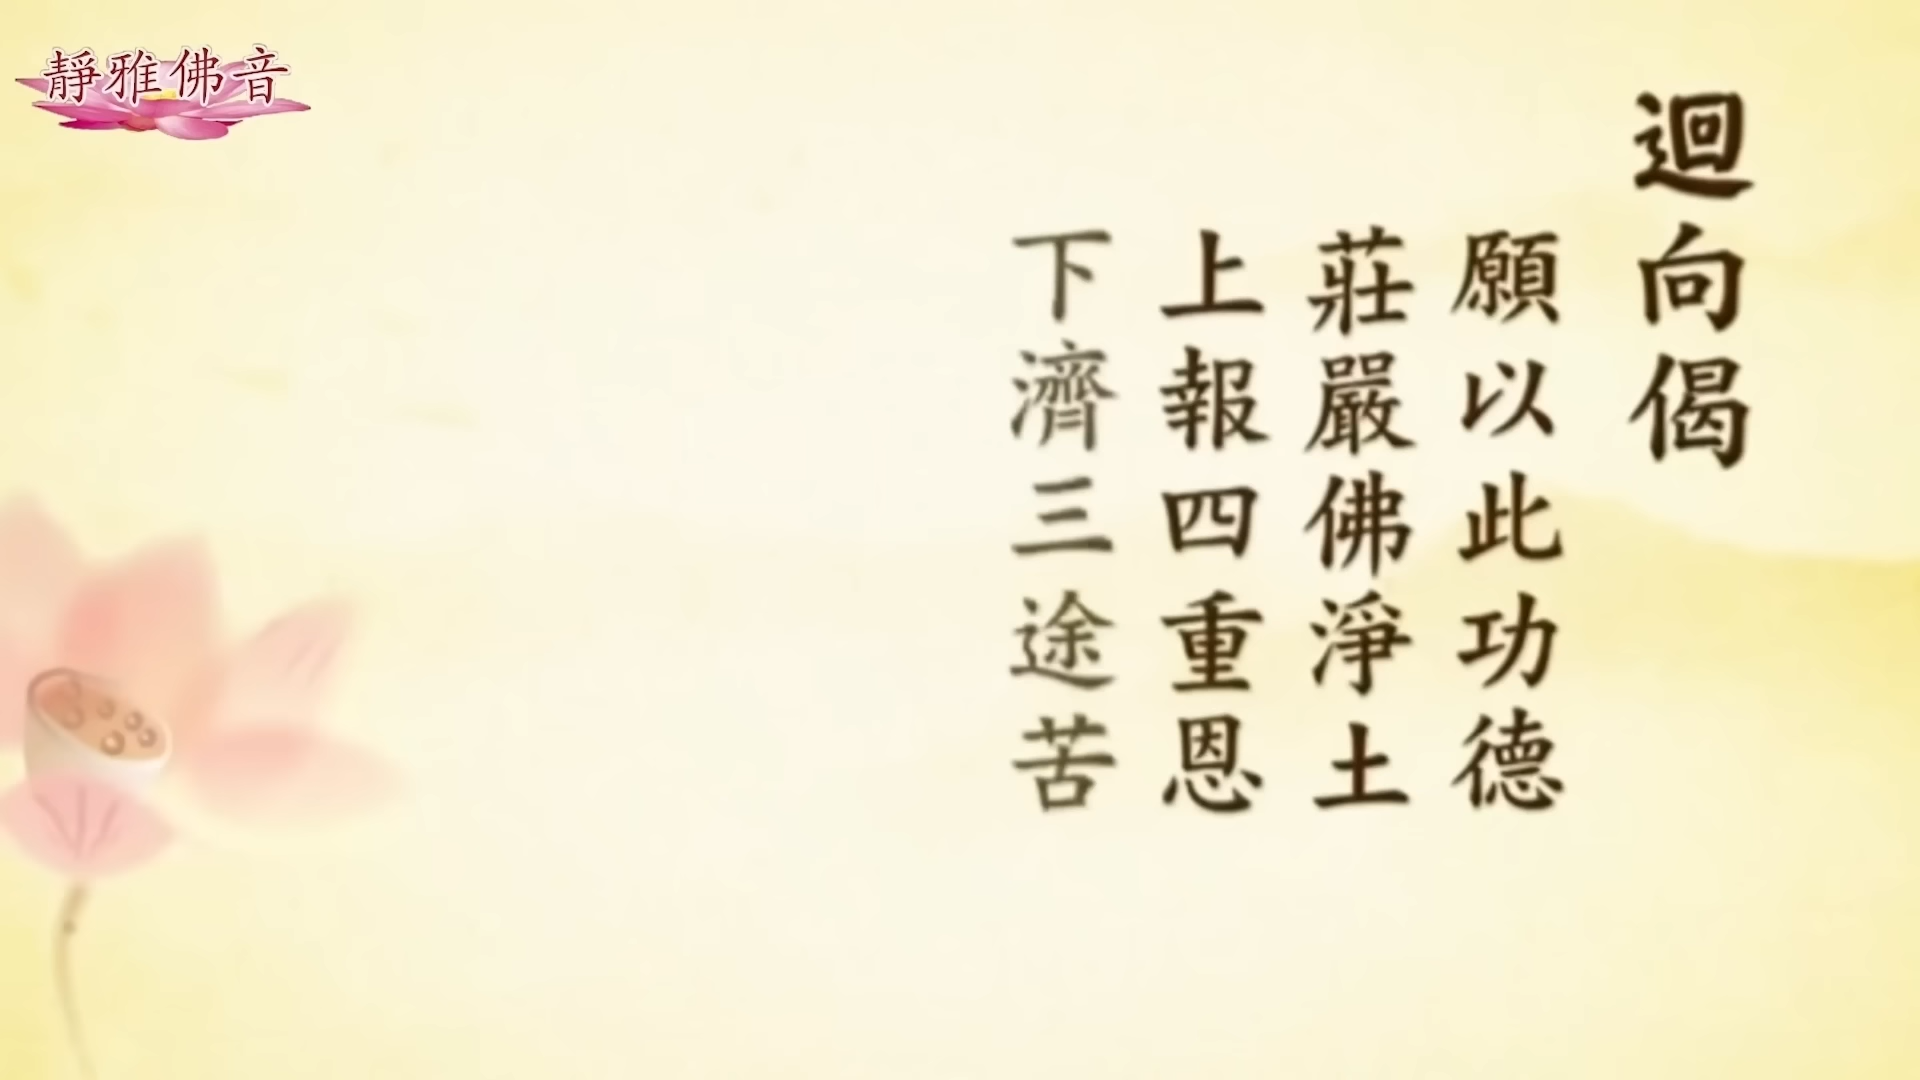 靜雅佛音
迴向偈
願以此功德
莊嚴佛淨土
上報四重恩
下濟三途苦